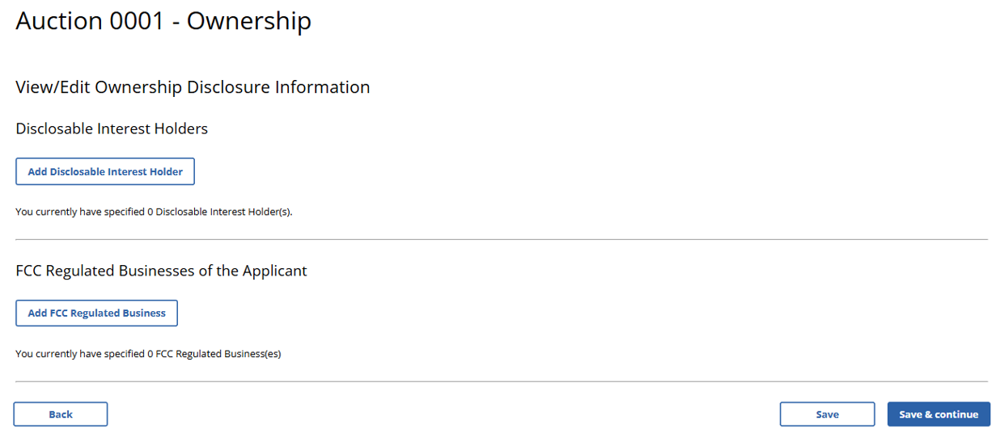 Auction 0001 - Ownership
View/Edit Ownership Disclosure Information
Disclosable Interest Holders
Add Disclosable Interest Holder
You currently have specified 0 Disclosable Interest Holder(s).
FCC Regulated Businesses of the Applicant
Add FCC Regulated Business
You currently have specified 0 FCC Regulated Business(es)
Back
Save
Save & continue